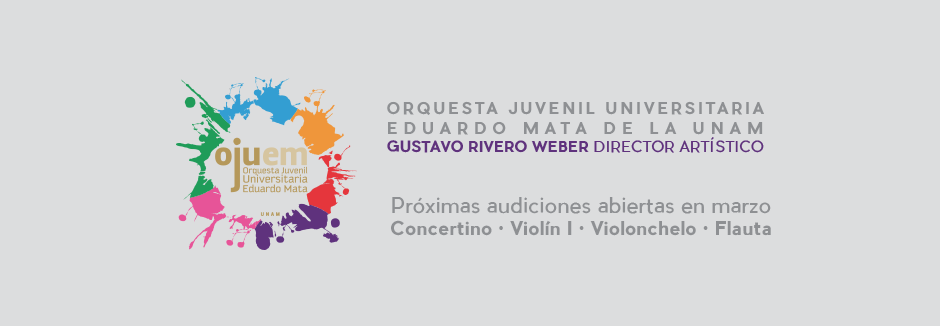 ojuem
Orquesta Juvenil
Universitaria
Eduardo Mata
UNAM
ORQUESTA JUVENIL UNIVERSITARIA
EDUARDO MATA DE LA UNAM
GUSTAVO RIVERO WEBER DIRECTOR ARTÍSTICO
Próximas audiciones abiertas en marzo
Concertino · Violín I · Violonchelo · Flauta